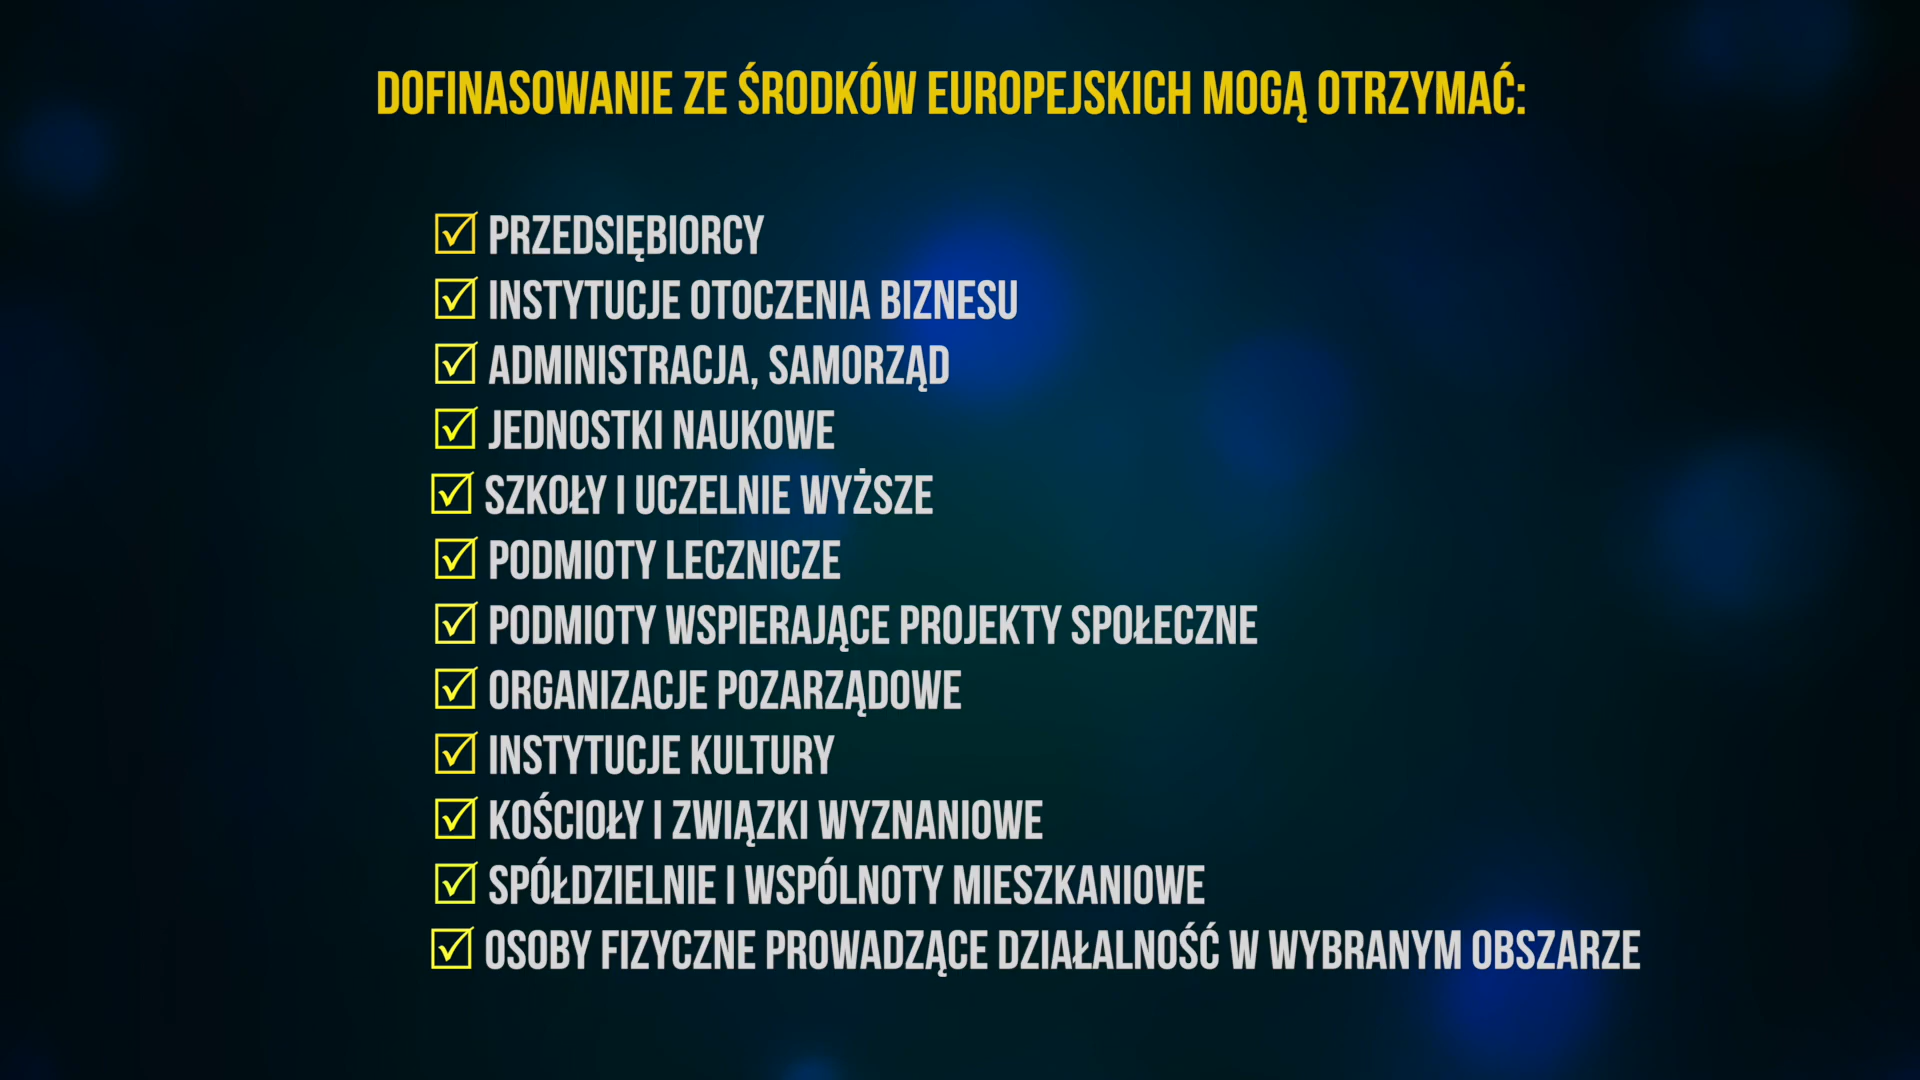 DOFINASOWANIE ZE ŚRODKÓW EUROPEJSKICH MOGĄ OTRZYMAĆ:
PRZEDSIĘBIORCY
INSTYTUCJE OTOCZENIA BIZNESU
ADMINISTRACJA, SAMORZĄD
JEDNOSTKI NAUKOWE
SZKOŁY I UCZELNIE WYŻSZE
PODMIOTY LECZNICZE
PODMIOTY WSPIERAJĄCE PROJEKTY SPOŁECZNE
ORGANIZACJE POZARZĄDOWE
INSTYTUCJE KULTURY
KOŚCIOŁY I ZWIĄZKI WYZNANIOWE
SPÓŁDZIELNIE I WSPÓLNOTY MIESZKANIOWE
OSOBY FIZYCZNE PROWADZĄCE DZIAŁALNOŚĆ W WYBRANYM OBSZARZE